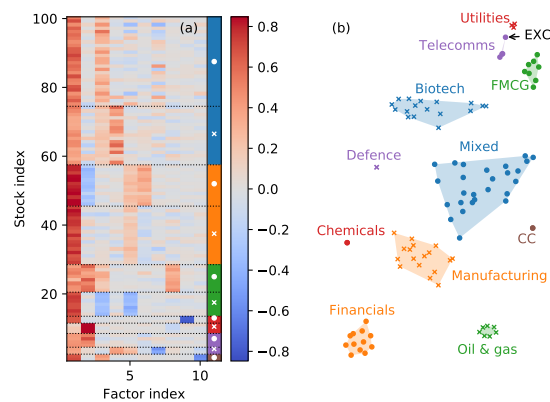 (a)
100
80
60
40
20
Stock index
5
10
Factor index
0.8
0.6
0.4
0.2
0.0
−0.2
−0.4
−0.6
−0.8
(b)
Utilities
EXC
Telecomms
FMCG
Biotech
Defence
Mixed
Chemicals
CC
Manufacturing
Financials
Oil & gas